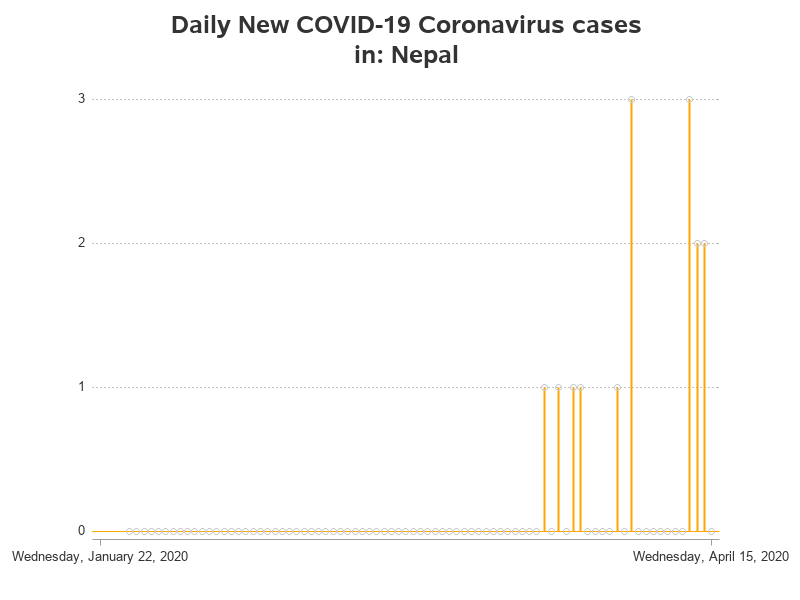 Daily New COVID-19 Coronavirus cases
in: Nepal
3
2
1
0
Wednesday, January 22, 2020 Wednesday, April 15, 2020